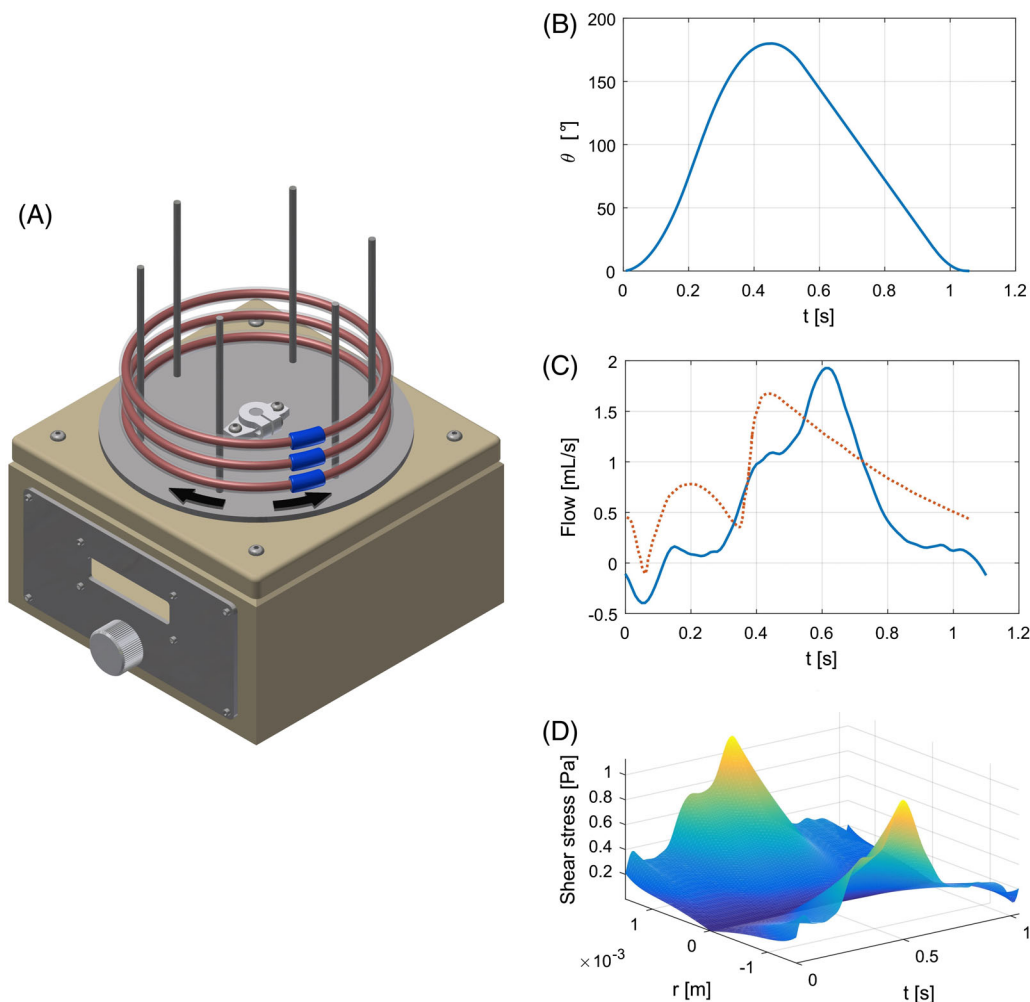 (A)
(B)
200
150
100
50
0
θ [°]
0 0.2 0.4 0.6 0.8 1 1.2
t [s]
(C)
2
1.5
1
0.5
0
-0.5
Flow [mL/s]
0 0.2 0.4 0.6 0.8 1 1.2
t [s]
(D)
1
0.8
0.6
0.4
0.2
Shear stress [Pa]
1
0
-1
×10⁻³
r [m]
0
0.5
1
t [s]